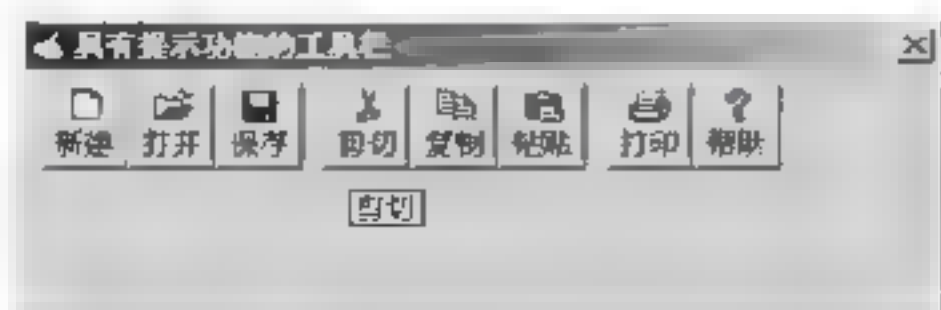 具有提示功能的工具栏
新建 打开 保存 剪切 复制 粘贴 打印 帮助
剪切